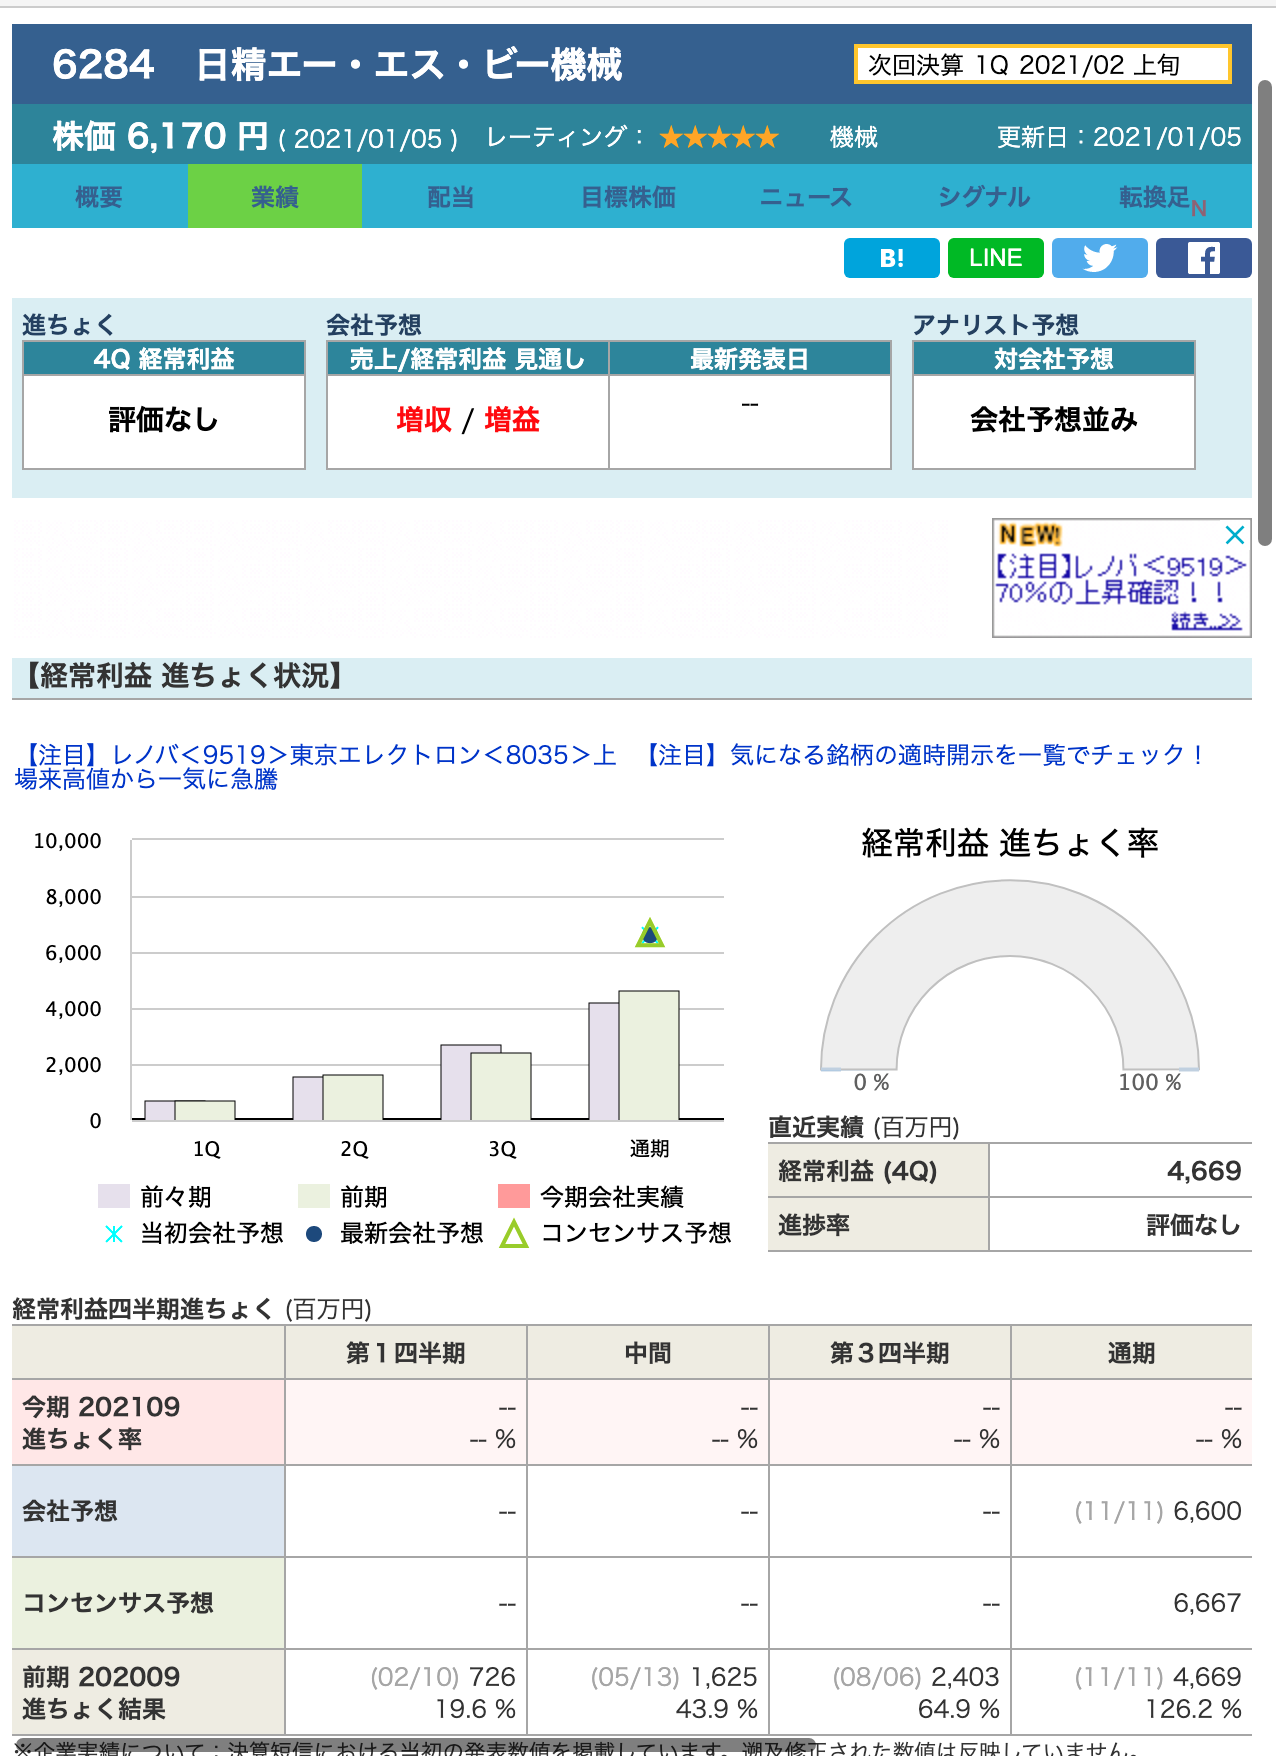 6284　日精エー・エス・ビー機械
次回決算 1Q 2021/02 上旬
株価 6,170 円 ( 2021/01/05 )　レーティング： ★★★★★　機械　更新日：2021/01/05
概要　業績　配当　目標株価　ニュース　シグナル　転換足N
B!　LINE
進ちょく　会社予想　アナリスト予想
4Q 経常利益　売上/経常利益 見通し　最新発表日　対会社予想
評価なし　増収 / 増益　--　会社予想並み
NEW!
【注目】レノバ<9519>
70%の上昇確認！！
続き..>>
【経常利益 進ちょく状況】
【注目】レノバ＜9519＞東京エレクトロン＜8035＞上
場来高値から一気に急騰
【注目】気になる銘柄の適時開示を一覧でチェック！
10,000
8,000
6,000
4,000
2,000
0
1Q　2Q　3Q　通期
前々期　前期　今期会社実績
当初会社予想　最新会社予想　コンセンサス予想
経常利益 進ちょく率
0 %　100 %
直近実績 (百万円)
経常利益 (4Q)　4,669
進捗率　評価なし
経常利益四半期進ちょく (百万円)
第１四半期　中間　第３四半期　通期
今期 202109　--　--　--　--
進ちょく率　-- %　-- %　-- %　-- %
会社予想　--　--　--　(11/11) 6,600
コンセンサス予想　--　--　--　6,667
前期 202009　(02/10) 726　(05/13) 1,625　(08/06) 2,403　(11/11) 4,669
進ちょく結果　19.6 %　43.9 %　64.9 %　126.2 %
※企業実績について：決算短信における当初の発表数値を掲載しています。遡及修正された数値は反映していません。